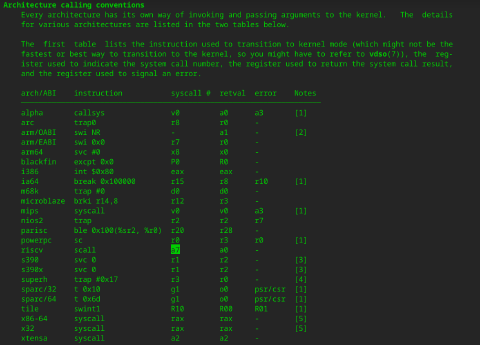 Architecture calling conventions
Every architecture has its own way of invoking and passing arguments to the kernel. The details
for various architectures are listed in the two tables below.
The first table lists the instruction used to transition to kernel mode (which might not be the
fastest or best way to transition to the kernel, so you might have to refer to vdso(7)), the reg‐
ister used to indicate the system call number, the register used to return the system call result,
and the register used to signal an error.
arch/ABI instruction syscall # retval error Notes
alpha callsys v0 a0 a3 [1]
arc trap0 r8 r0 -
arm/OABI swi NR - a1 - [2]
arm/EABI swi 0x0 r7 r0 -
arm64 svc #0 x8 x0 -
blackfin excpt 0x0 P0 R0 -
i386 int $0x80 eax eax -
ia64 break 0x100000 r15 r8 r10 [1]
m68k trap #0 d0 d0 -
microblaze brki r14,8 r12 r3 -
mips syscall v0 v0 a3 [1]
nios2 trap r2 r2 r7
parisc ble 0x100(%sr2, %r0) r20 r28 -
powerpc sc r0 r3 r0 [1]
riscv scall a7 a0 -
s390 svc 0 r1 r2 - [3]
s390x svc 0 r1 r2 - [3]
superh trap #0x17 r3 r0 - [4]
sparc/32 t 0x10 g1 o0 psr/csr [1]
sparc/64 t 0x6d g1 o0 psr/csr [1]
tile swint1 R10 R00 R01 [1]
x86-64 syscall rax rax - [5]
x32 syscall rax rax - [5]
xtensa syscall a2 a2 -